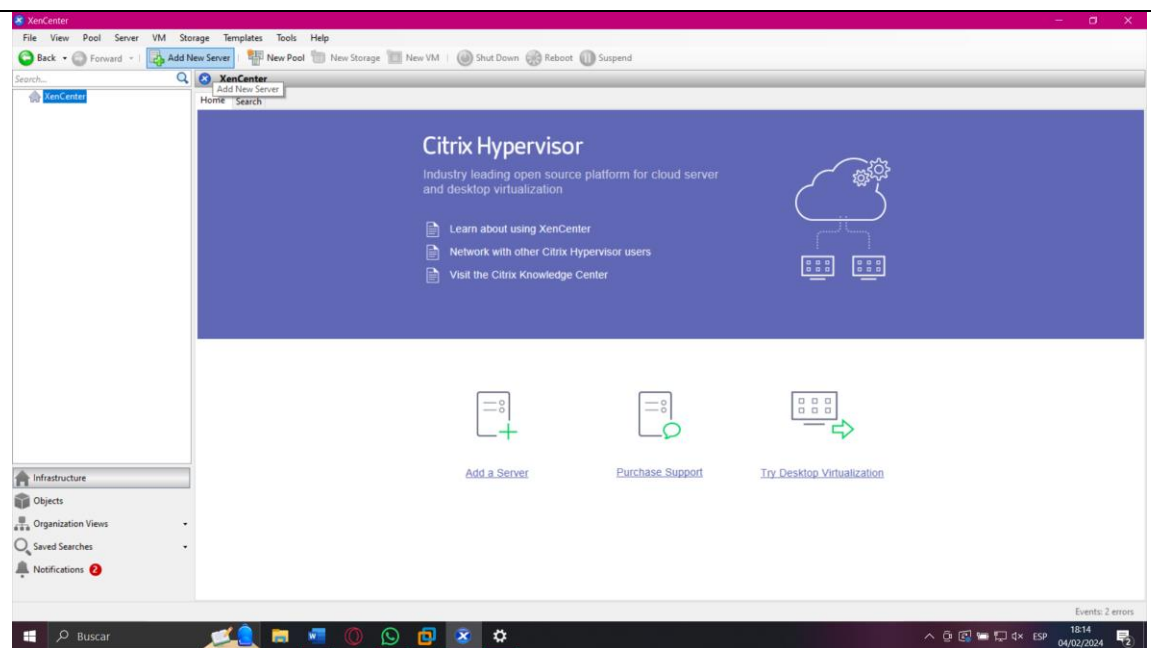 XenCenter
File View Pool Server VM Storage Templates Tools Help
Back Forward Add New Server New Pool New Storage New VM Shut Down Reboot Suspend
Search...
XenCenter
XenCenter
Add New Server
Home Search
Citrix Hypervisor
Industry leading open source platform for cloud server
and desktop virtualization
Learn about using XenCenter
Network with other Citrix Hypervisor users
Visit the Citrix Knowledge Center
Add a Server
Purchase Support
Try Desktop Virtualization
Infrastructure
Objects
Organization Views
Saved Searches
Notifications 2
Events: 2 errors
Buscar
ESP
18:14
04/02/2024
2